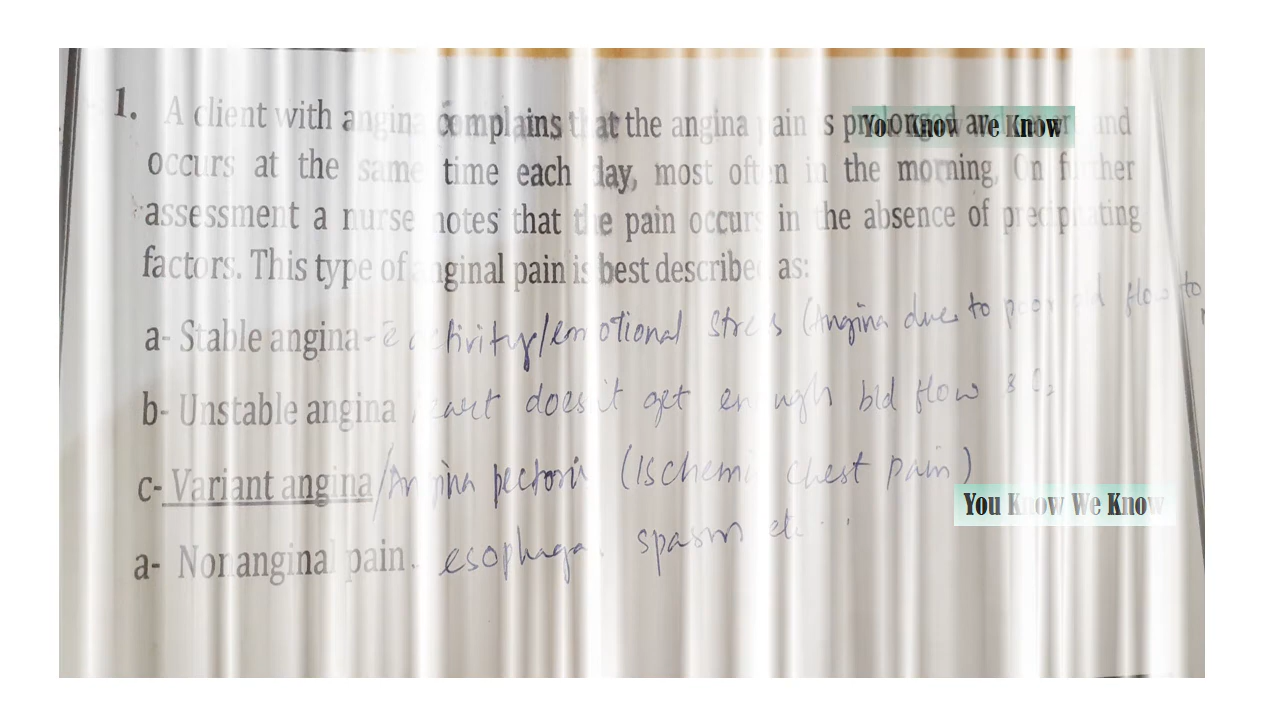 1. A client with angina complains that the angina pain is prolonged and
You Know We Know
occurs at the same time each day, most often in the morning. On further
assessment a nurse notes that the pain occurs in the absence of precipitating
factors. This type of anginal pain is best described as:
a- Stable angina - c̄ activity/emotional stress (Angina due to poor bld flow to
b- Unstable angina heart doesn't get enough bld flow & O2
c- Variant angina/Angina pectoris (Ischemic chest pain)
You Know We Know
a- Nonanginal pain. esophageal spasm etc...